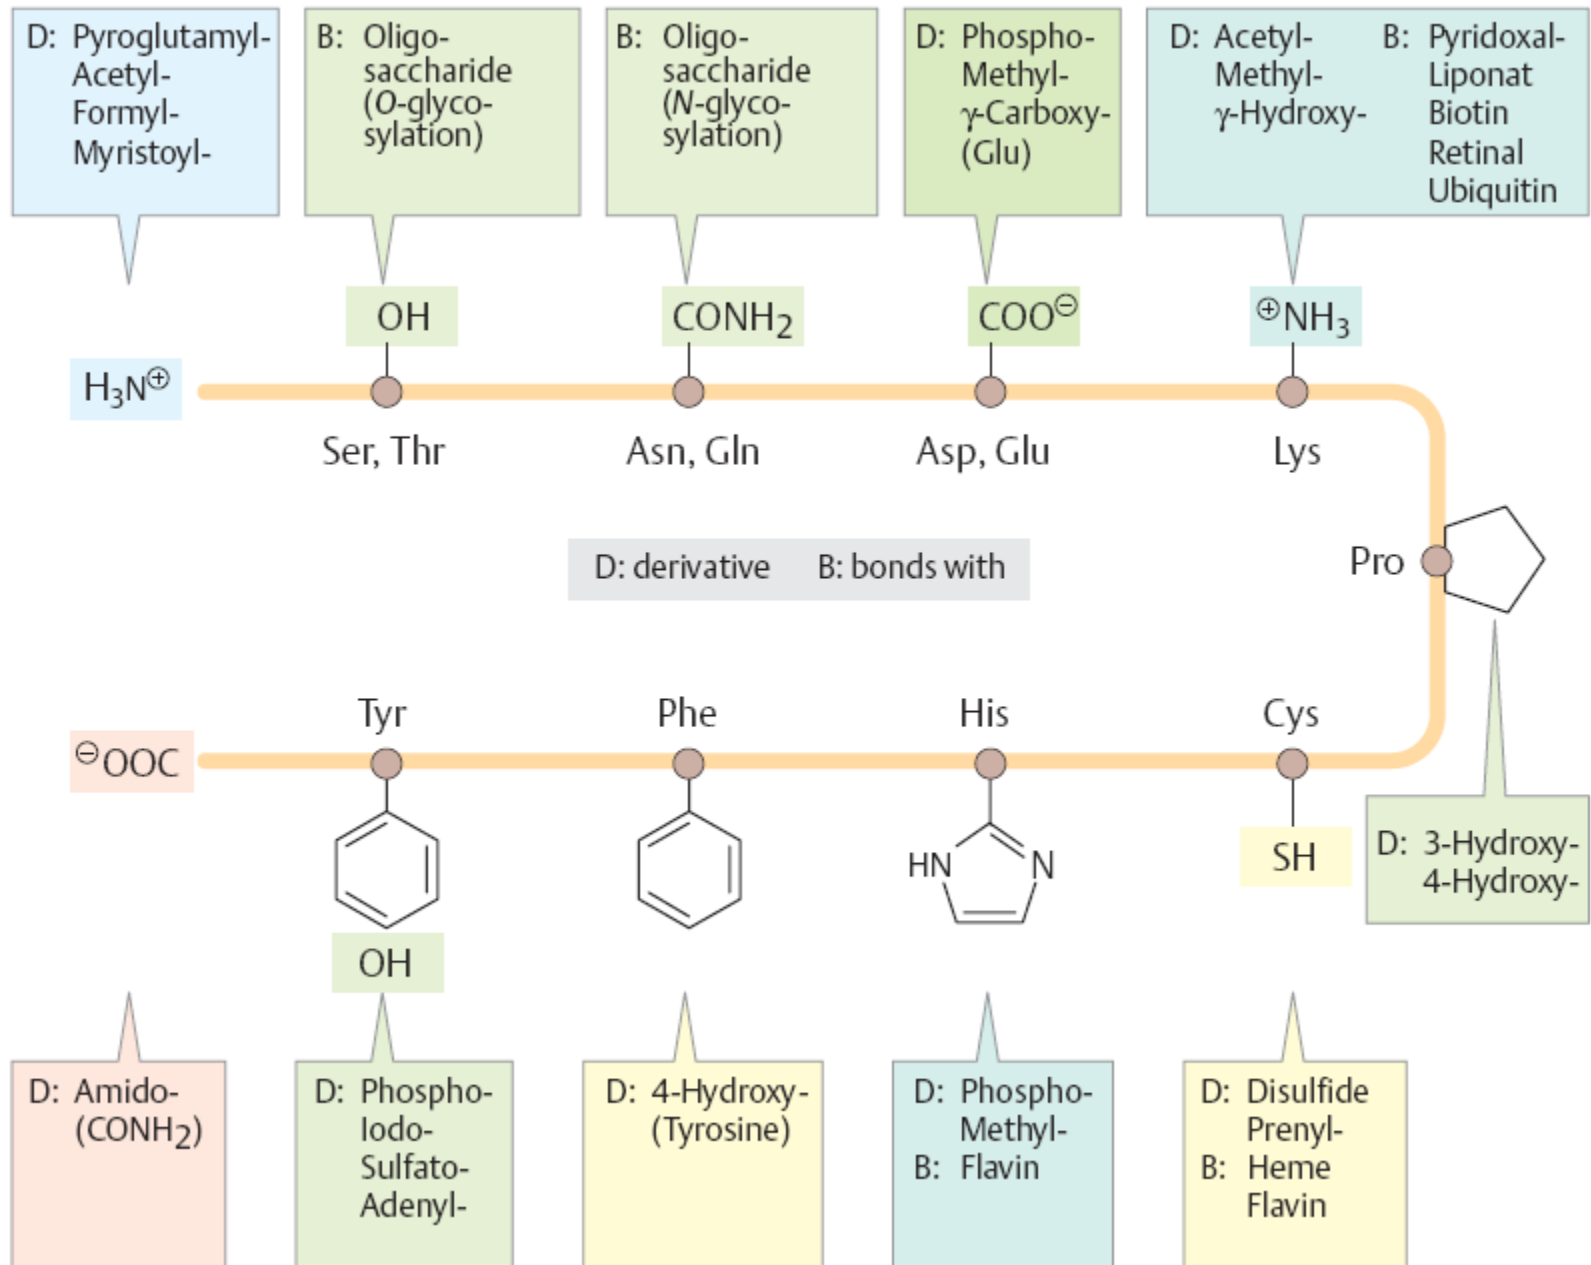 D: Pyroglutamyl-
Acetyl-
Formyl-
Myristoyl-
B: Oligo-
saccharide
(O-glyco-
sylation)
B: Oligo-
saccharide
(N-glyco-
sylation)
D: Phospho-
Methyl-
γ-Carboxy-
(Glu)
D: Acetyl-
Methyl-
γ-Hydroxy-
B: Pyridoxal-
Liponat
Biotin
Retinal
Ubiquitin
OH
CONH₂
COO⊖
⊕NH₃
H₃N⊕
Ser, Thr
Asn, Gln
Asp, Glu
Lys
D: derivative B: bonds with
Pro
Tyr
Phe
His
Cys
⊖OOC
HN
N
SH
D: 3-Hydroxy-
4-Hydroxy-
OH
D: Amido-
(CONH₂)
D: Phospho-
Iodo-
Sulfato-
Adenyl-
D: 4-Hydroxy-
(Tyrosine)
D: Phospho-
Methyl-
B: Flavin
D: Disulfide
Prenyl-
B: Heme
Flavin